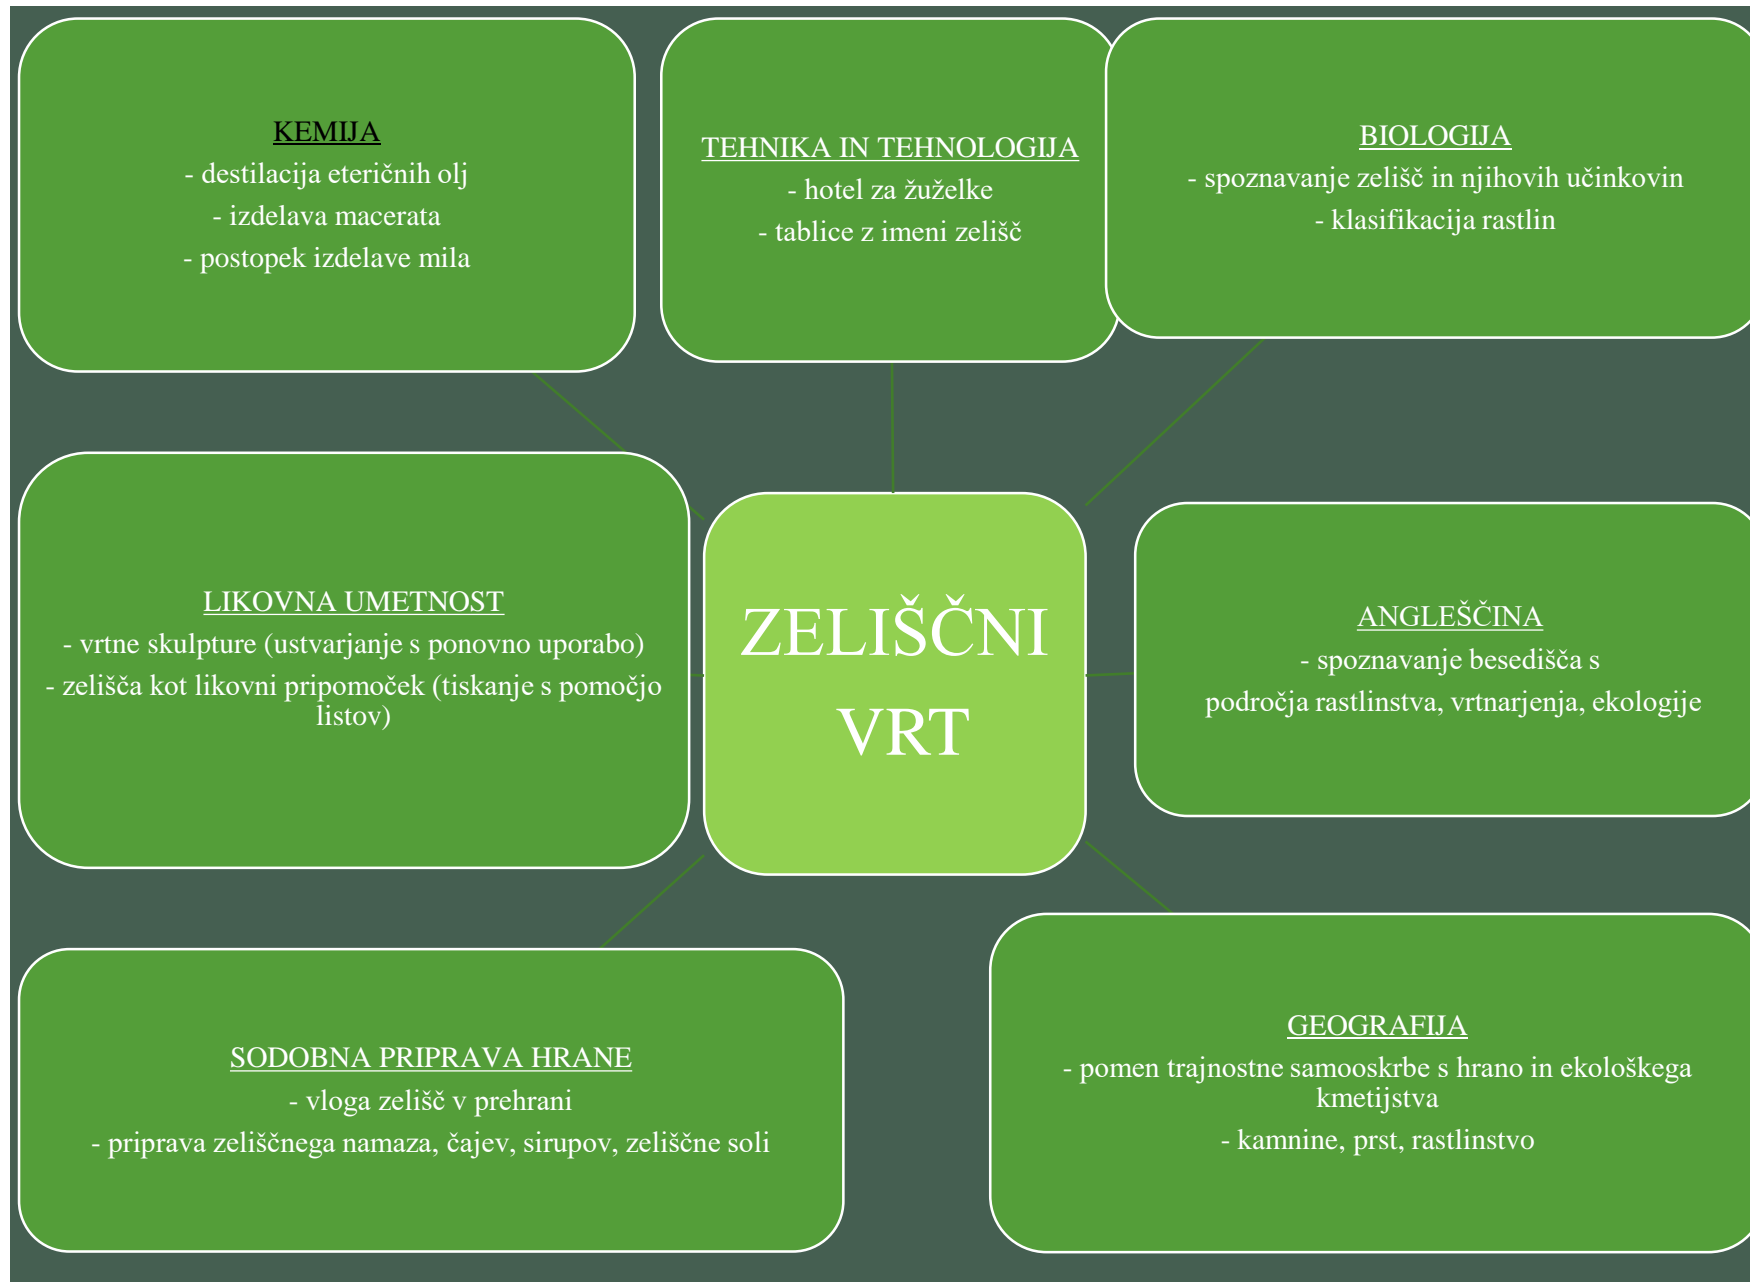 KEMIJA
- destilacija eteričnih olj
- izdelava macerata
- postopek izdelave mila
TEHNIKA IN TEHNOLOGIJA
- hotel za žuželke
- tablice z imeni zelišč
BIOLOGIJA
- spoznavanje zelišč in njihovih učinkovin
- klasifikacija rastlin
LIKOVNA UMETNOST
- vrtne skulpture (ustvarjanje s ponovno uporabo)
- zelišča kot likovni pripomoček (tiskanje s pomočjo
listov)
ZELIŠČNI
VRT
ANGLEŠČINA
- spoznavanje besedišča s
področja rastlinstva, vrtnarjenja, ekologije
SODOBNA PRIPRAVA HRANE
- vloga zelišč v prehrani
- priprava zeliščnega namaza, čajev, sirupov, zeliščne soli
GEOGRAFIJA
- pomen trajnostne samooskrbe s hrano in ekološkega
kmetijstva
- kamnine, prst, rastlinstvo